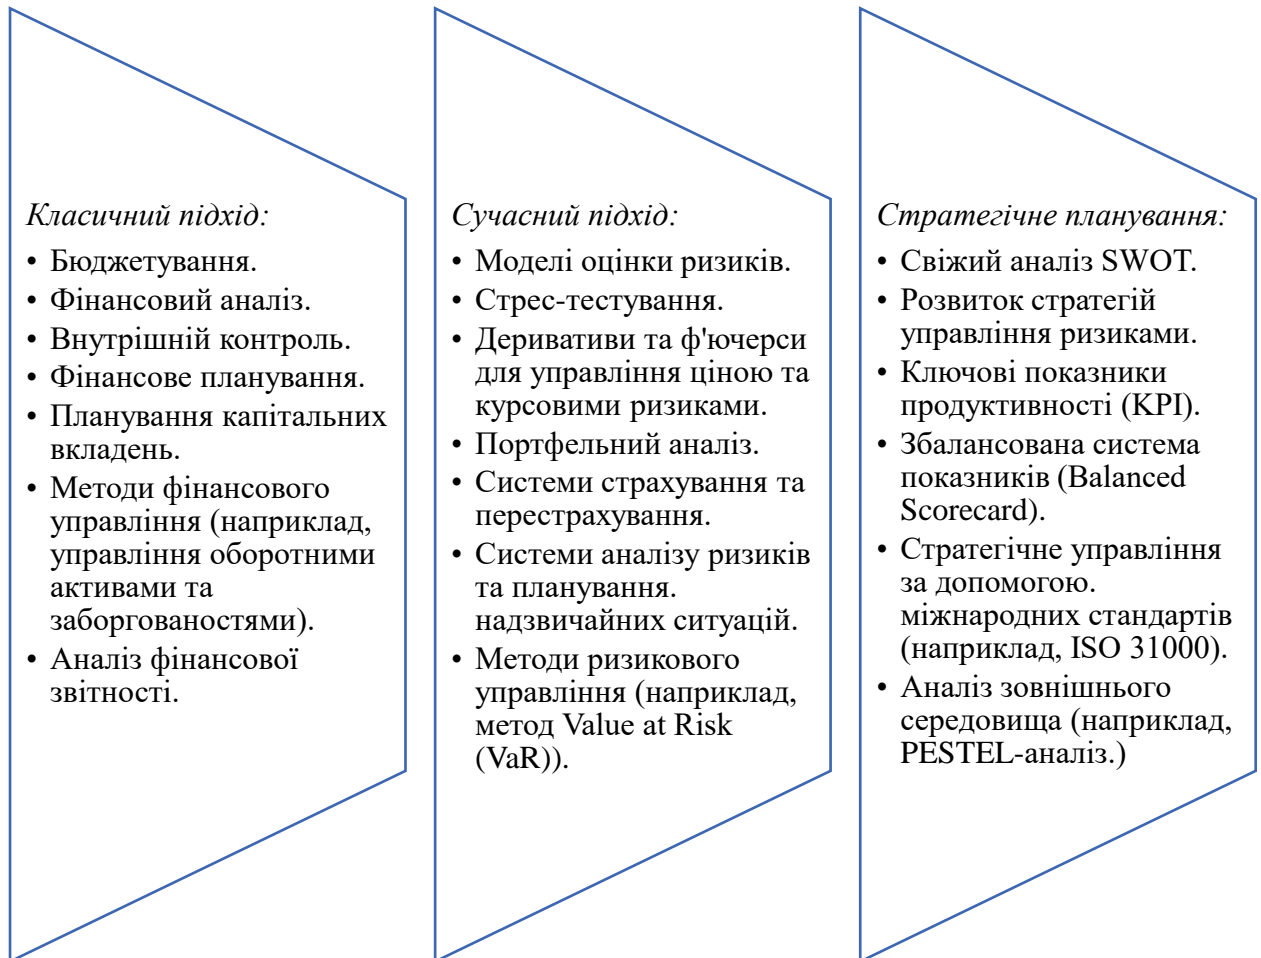 Класичний підхід:
• Бюджетування.
• Фінансовий аналіз.
• Внутрішній контроль.
• Фінансове планування.
• Планування капітальних
вкладень.
• Методи фінансового
управління (наприклад,
управління оборотними
активами та
заборгованостями).
• Аналіз фінансової
звітності.
Сучасний підхід:
• Моделі оцінки ризиків.
• Стрес-тестування.
• Деривативи та ф'ючерси
для управління ціною та
курсовими ризиками.
• Портфельний аналіз.
• Системи страхування та
перестрахування.
• Системи аналізу ризиків
та планування.
надзвичайних ситуацій.
• Методи ризикового
управління (наприклад,
метод Value at Risk
(VaR)).
Стратегічне планування:
• Свіжий аналіз SWOT.
• Розвиток стратегій
управління ризиками.
• Ключові показники
продуктивності (KPI).
• Збалансована система
показників (Balanced
Scorecard).
• Стратегічне управління
за допомогою.
міжнародних стандартів
(наприклад, ISO 31000).
• Аналіз зовнішнього
середовища (наприклад,
PESTEL-аналіз.)